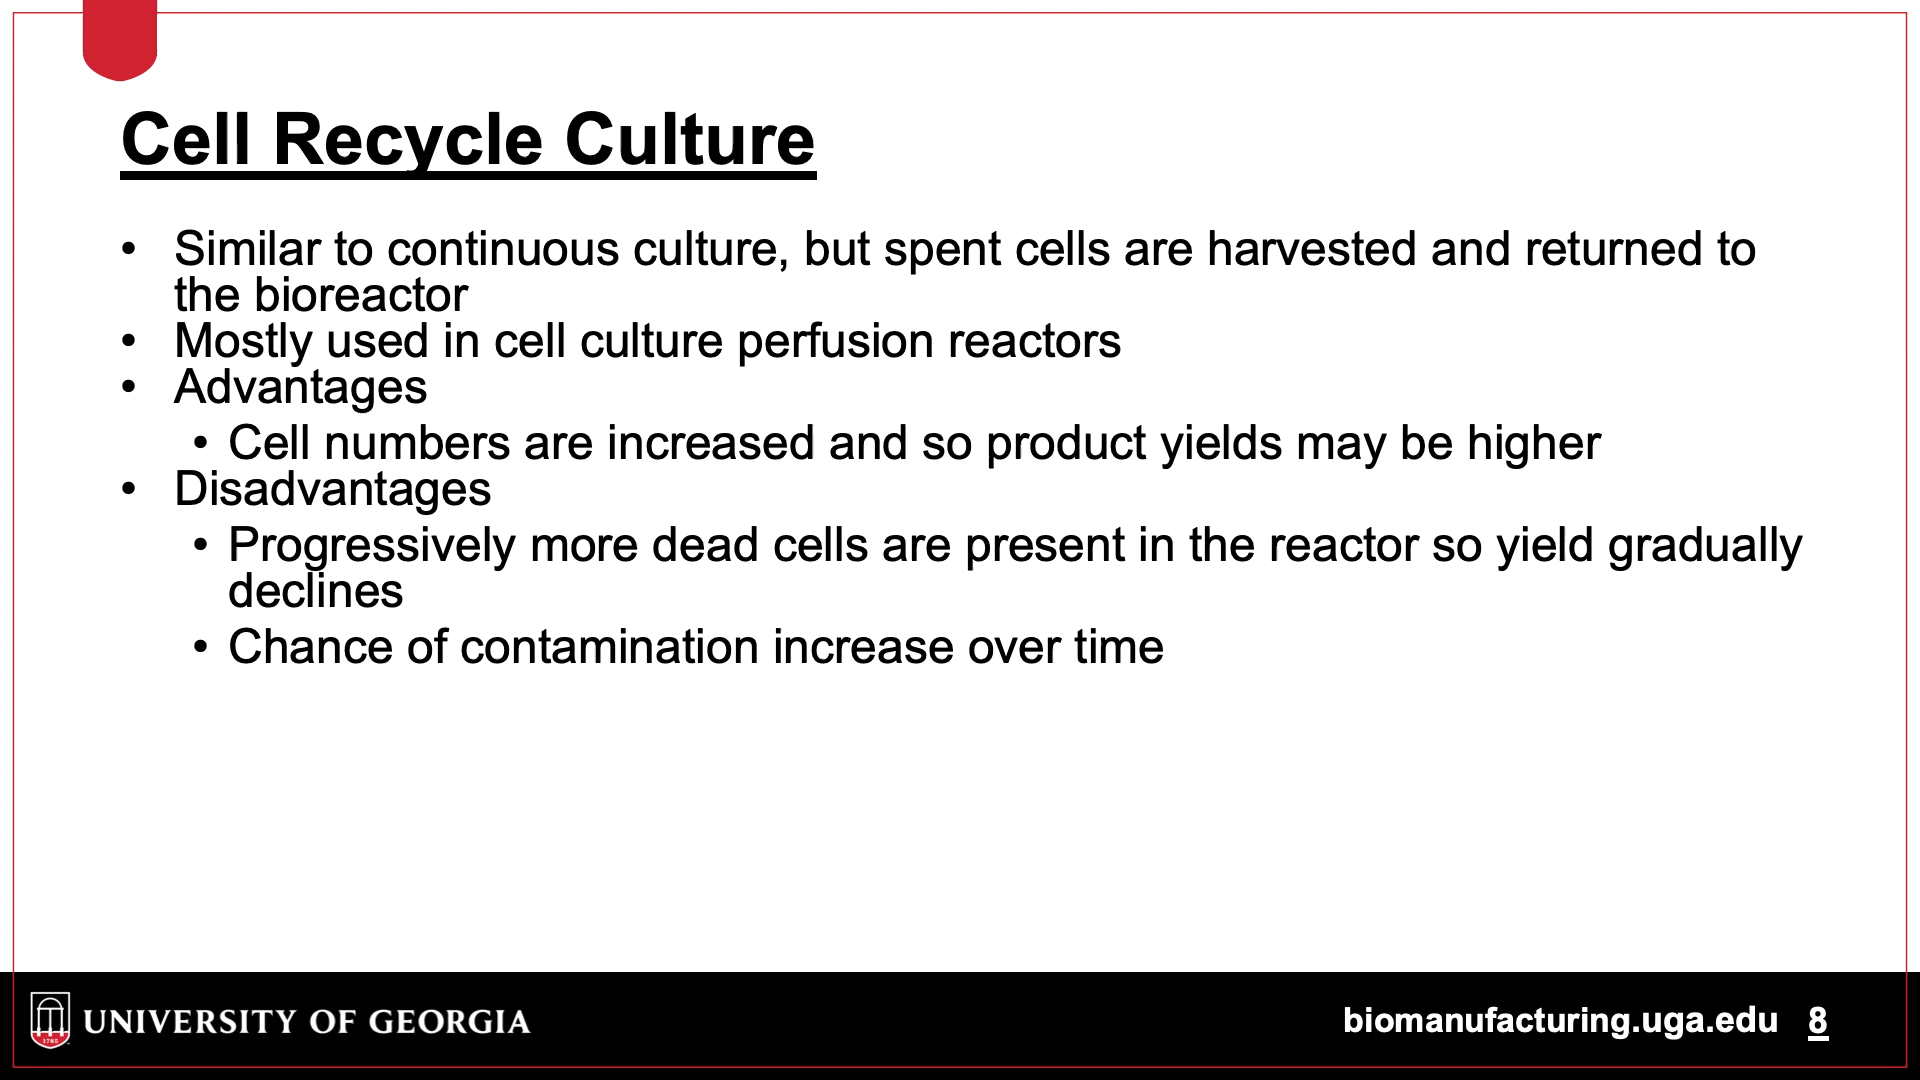 Cell Recycle Culture
• Similar to continuous culture, but spent cells are harvested and returned to
the bioreactor
• Mostly used in cell culture perfusion reactors
• Advantages
• Cell numbers are increased and so product yields may be higher
• Disadvantages
• Progressively more dead cells are present in the reactor so yield gradually
declines
• Chance of contamination increase over time
1785
UNIVERSITY OF GEORGIA
biomanufacturing.uga.edu 8